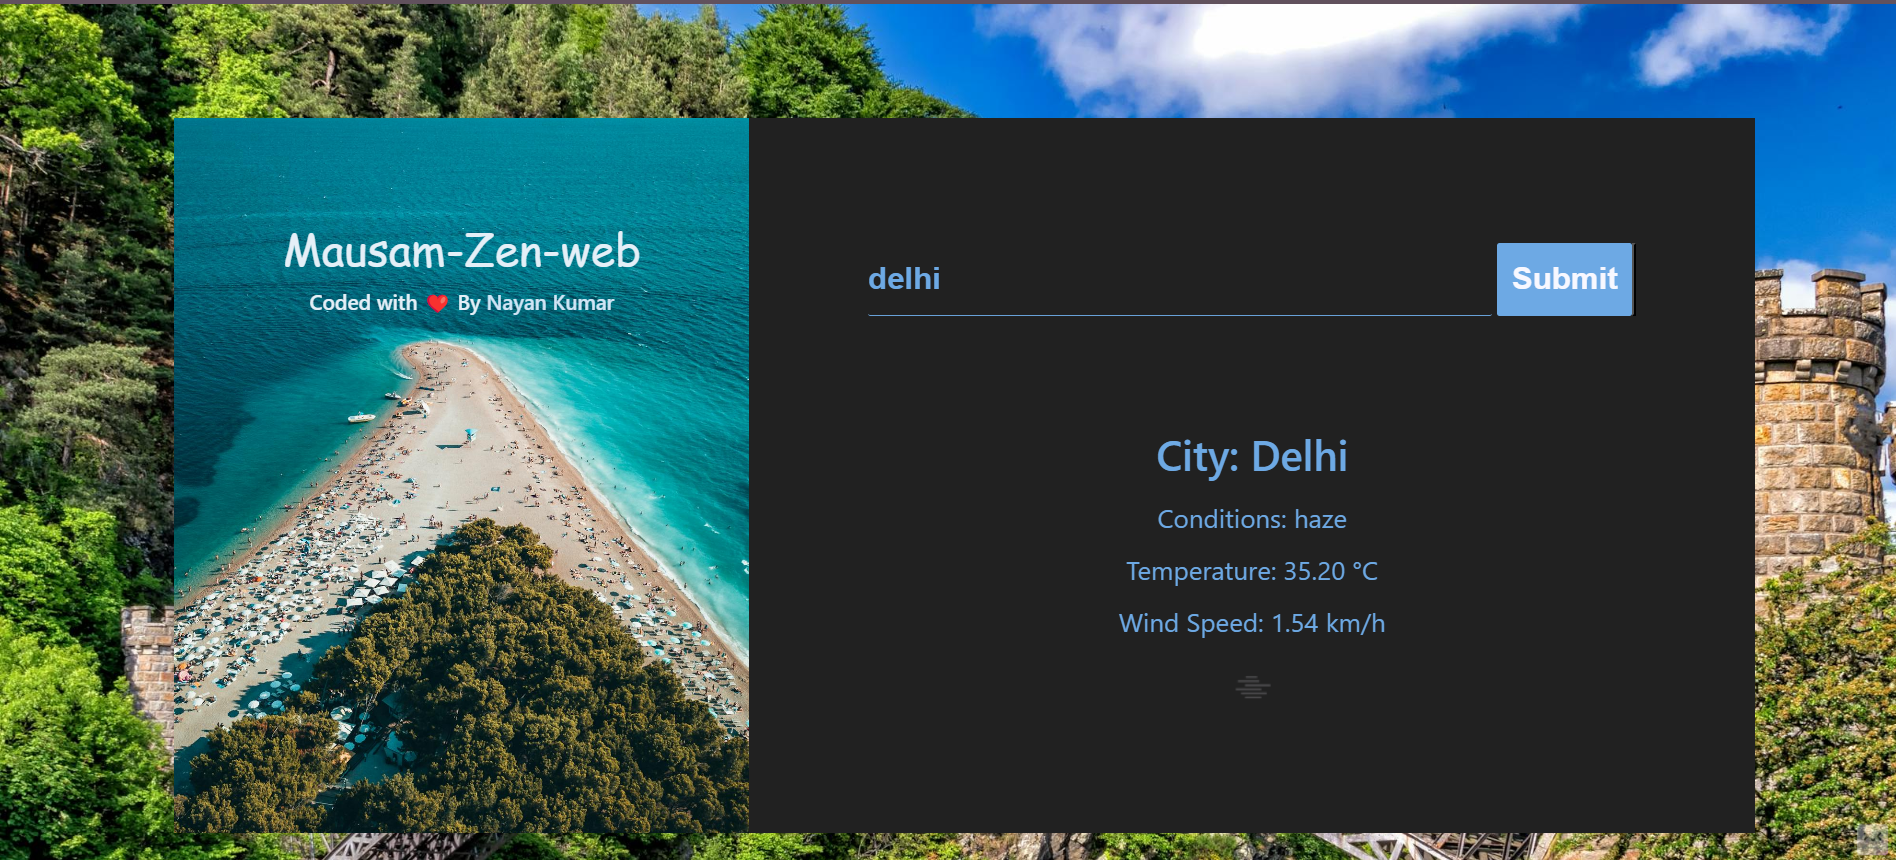 Mausam-Zen-web
Coded with ❤️ By Nayan Kumar
delhi
Submit
City: Delhi
Conditions: haze
Temperature: 35.20 °C
Wind Speed: 1.54 km/h